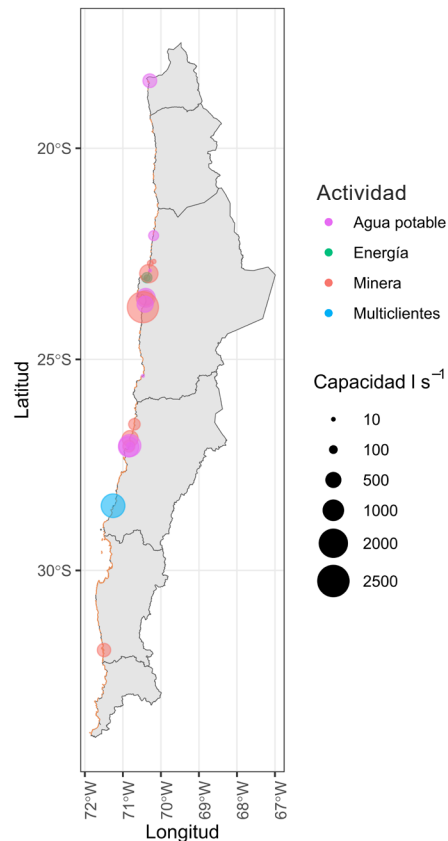 20°S
25°S
30°S
Latitud
72°W
71°W
70°W
69°W
68°W
67°W
Longitud
Actividad
Agua potable
Energía
Minera
Multiclientes
Capacidad l s⁻¹
10
100
500
1000
2000
2500